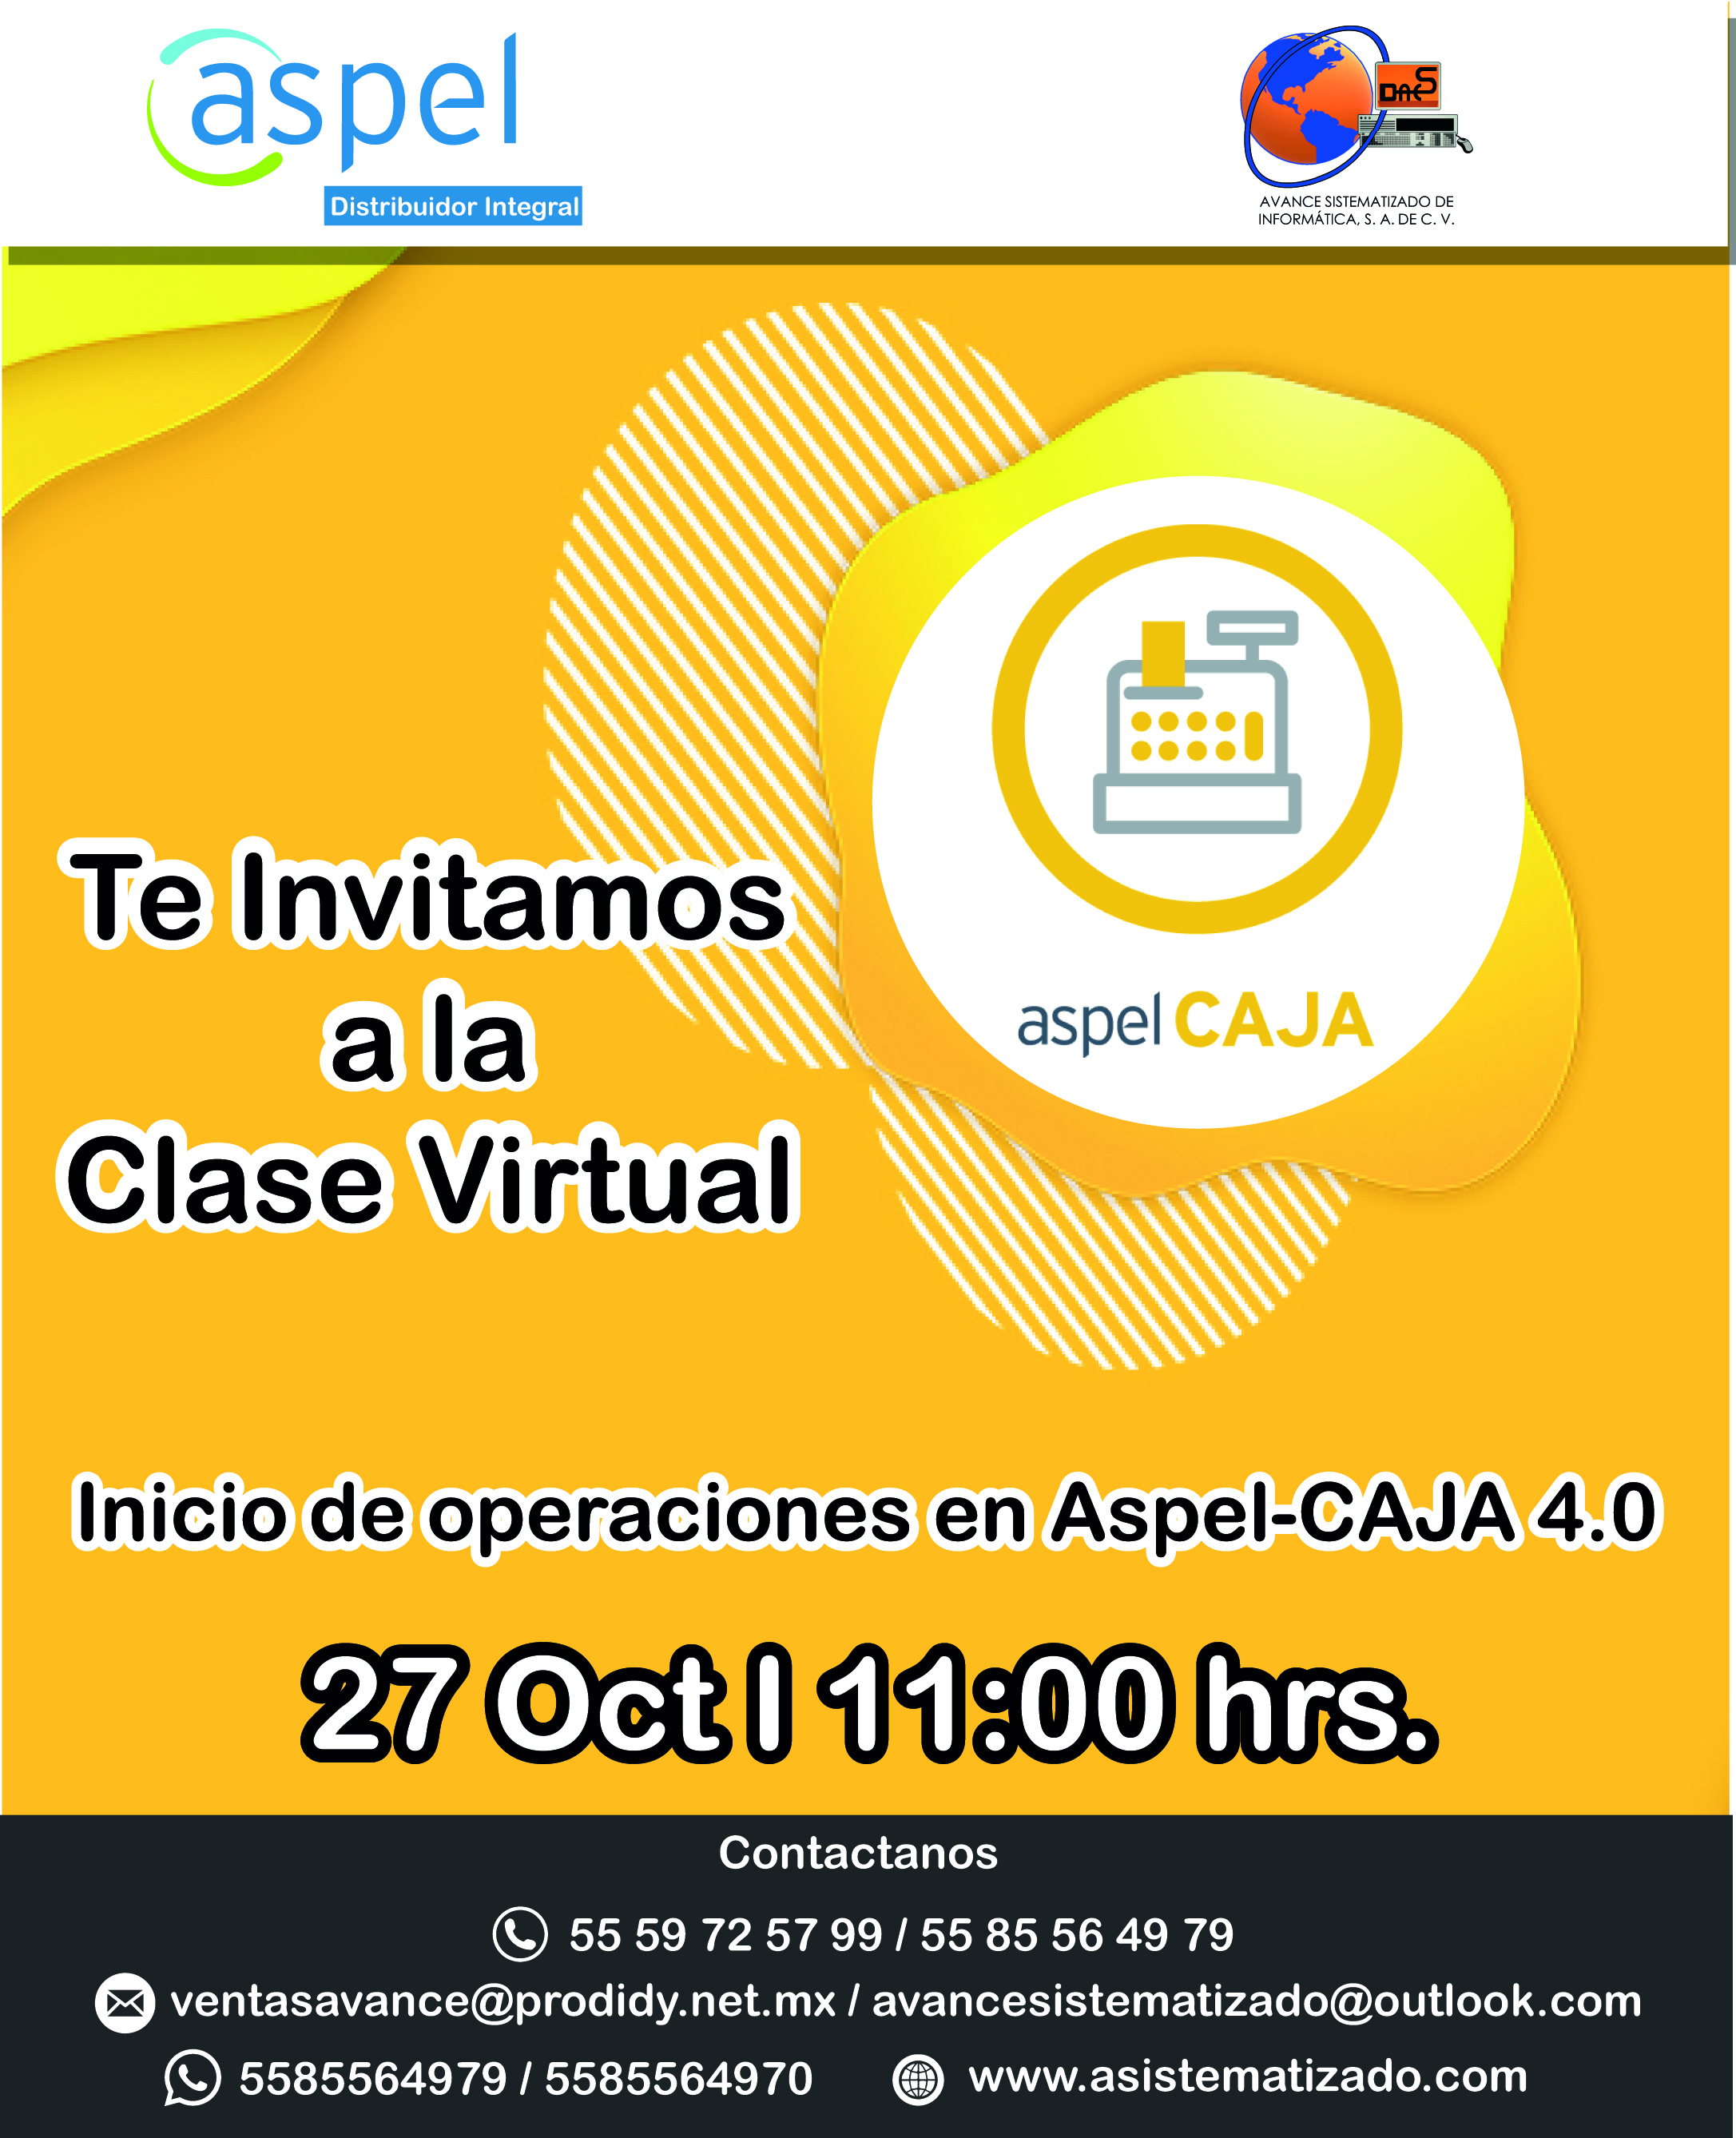 aspel
Distribuidor Integral
DAES
AVANCE SISTEMATIZADO DE
INFORMÁTICA, S. A. DE C. V.
aspel CAJA
Te Invitamos
a la
Clase Virtual
Inicio de operaciones en Aspel-CAJA 4.0
27 Oct l 11:00 hrs.
Contactanos
55 59 72 57 99 / 55 85 56 49 79
ventasavance@prodidy.net.mx / avancesistematizado@outlook.com
5585564979 / 5585564970
www.asistematizado.com